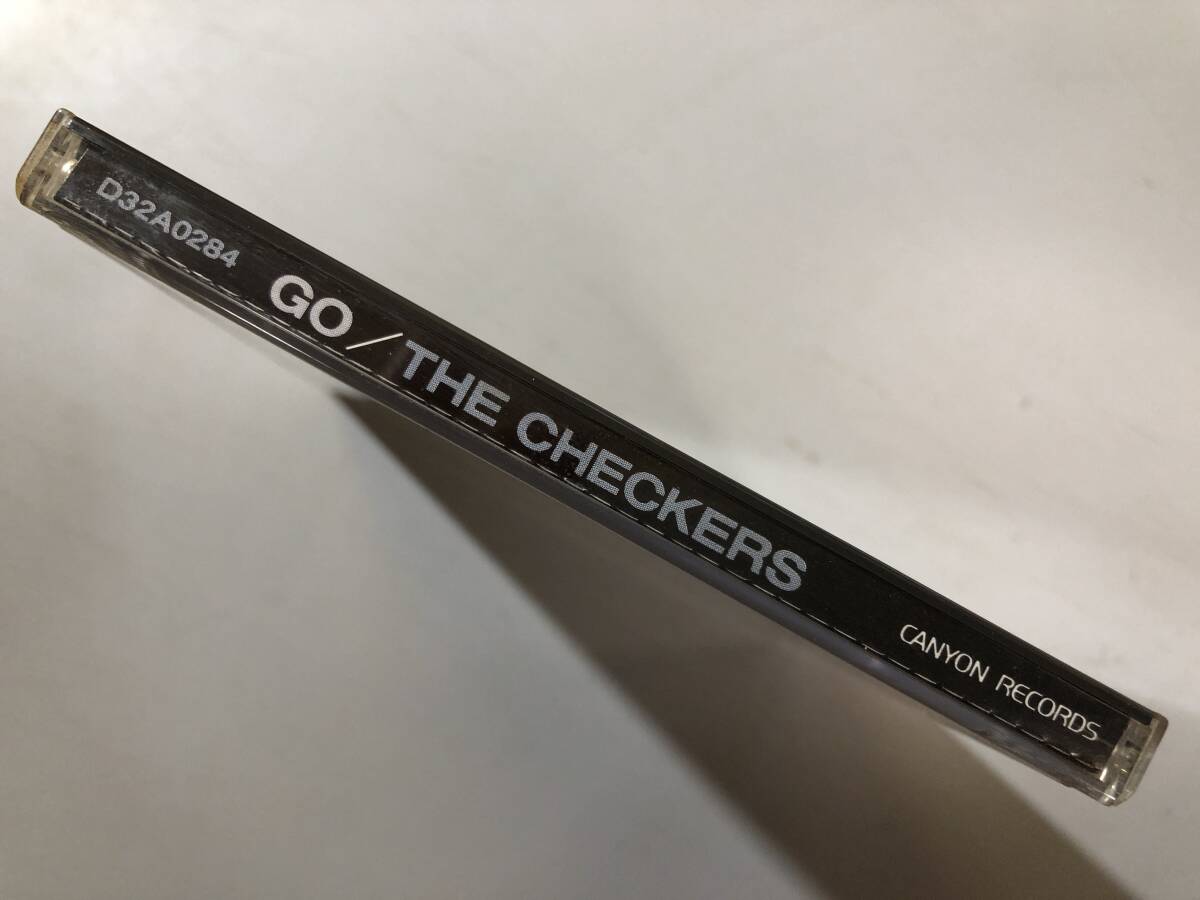 D32A0284 GO / THE CHECKERS CANYON RECORDS